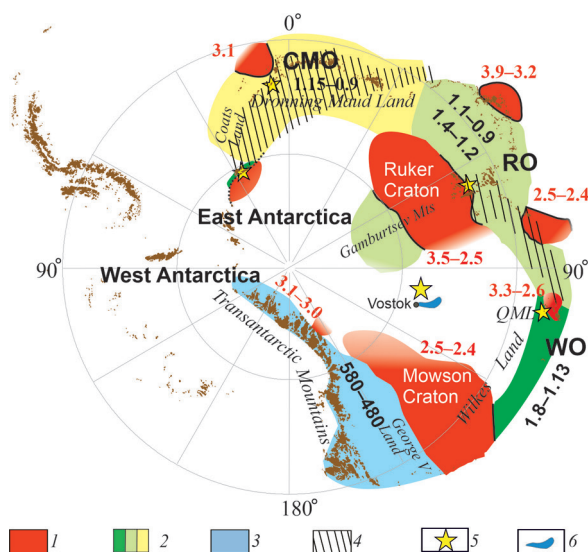 0°
3.1
CMO
1.15–0.9
Dronning Maud Land
Coats
Land
3.9–3.2
1.1–0.9
1.4–1.2
RO
Ruker
Craton
East Antarctica
Gamburtsev Mts
2.5–2.4
3.5–2.5
90°
West Antarctica
90°
3.1–3.0
3.3–2.6
Vostok
QML
Transantarctic
Mountains
2.5–2.4
Mowson
Craton
Wilkes
Land
WO
1.8–1.13
580–480
George V
Land
180°
1
2
3
4
5
6